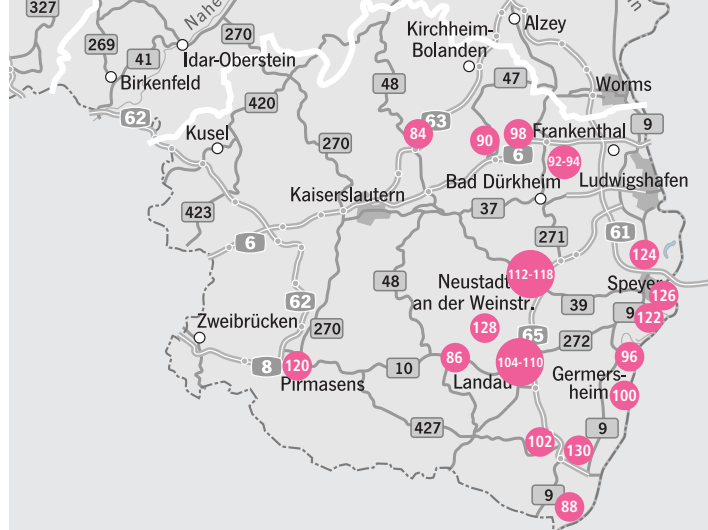 327
Nahe
270
Alzey
Kirchheim-
Bolanden
269
41
Idar-Oberstein
Birkenfeld
48
47
Worms
420
62
63
Kusel
84
90
98
Frankenthal
9
270
6
92-94
Kaiserslautern
Bad Dürkheim
Ludwigshafen
423
37
61
6
271
124
112-118
48
Neustadt
an der Weinstr.
Speyer
126
62
39
9
122
Zweibrücken
270
128
65
272
8
120
Pirmasens
10
86
104-110
Landau
96
Germers-
heim
100
427
102
130
9
9
88